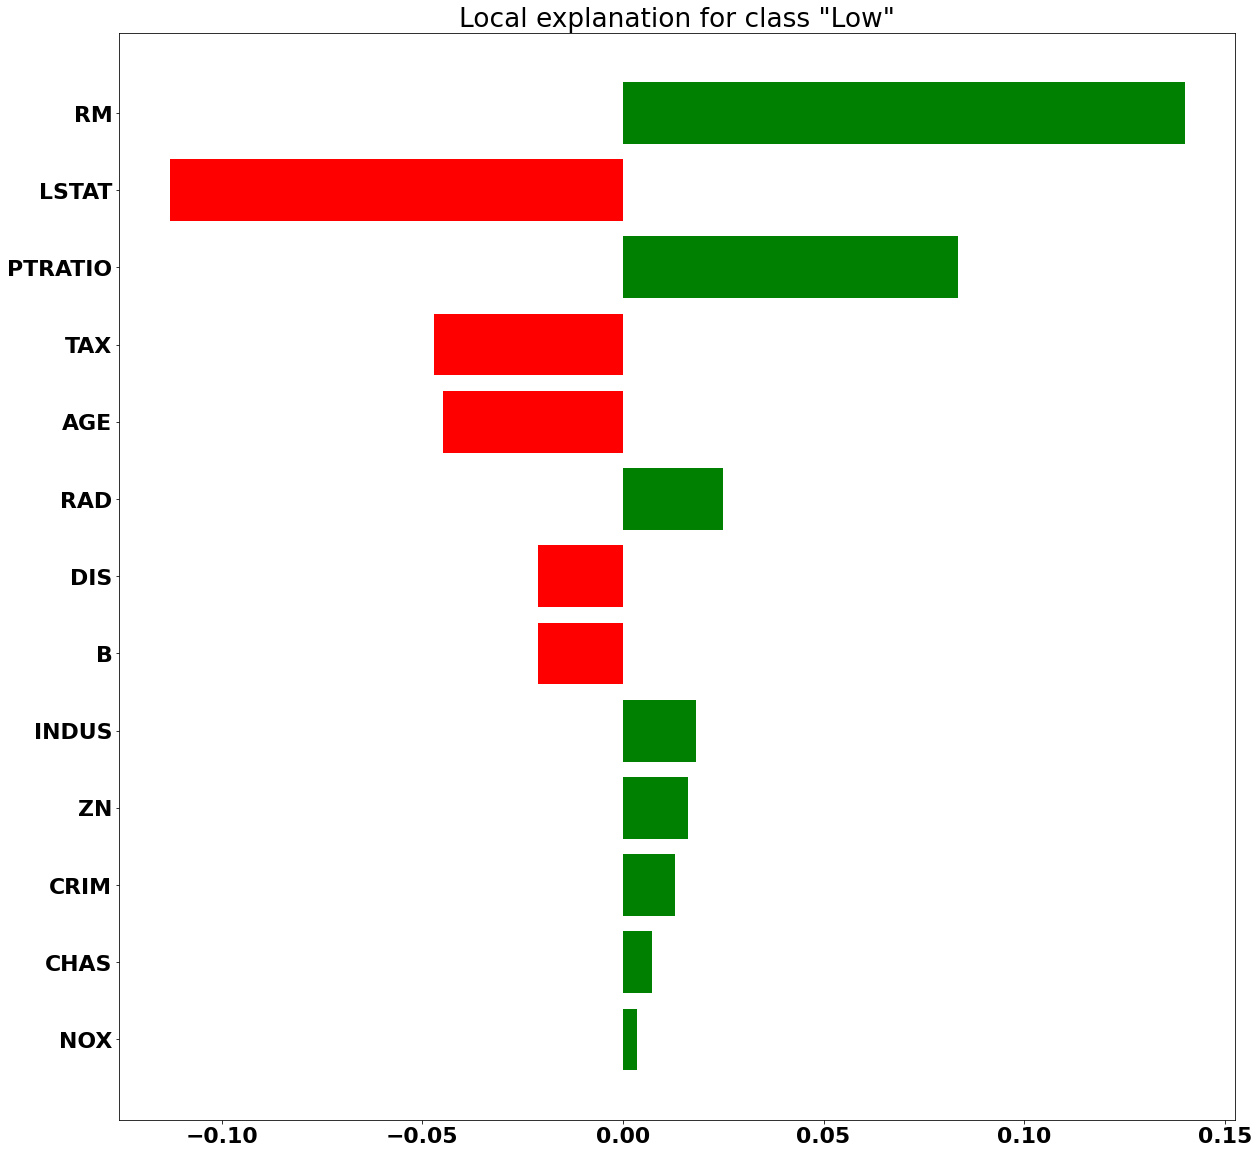 Local explanation for class "Low"
RM
LSTAT
PTRATIO
TAX
AGE
RAD
DIS
B
INDUS
ZN
CRIM
CHAS
NOX
−0.10 −0.05 0.00 0.05 0.10 0.15